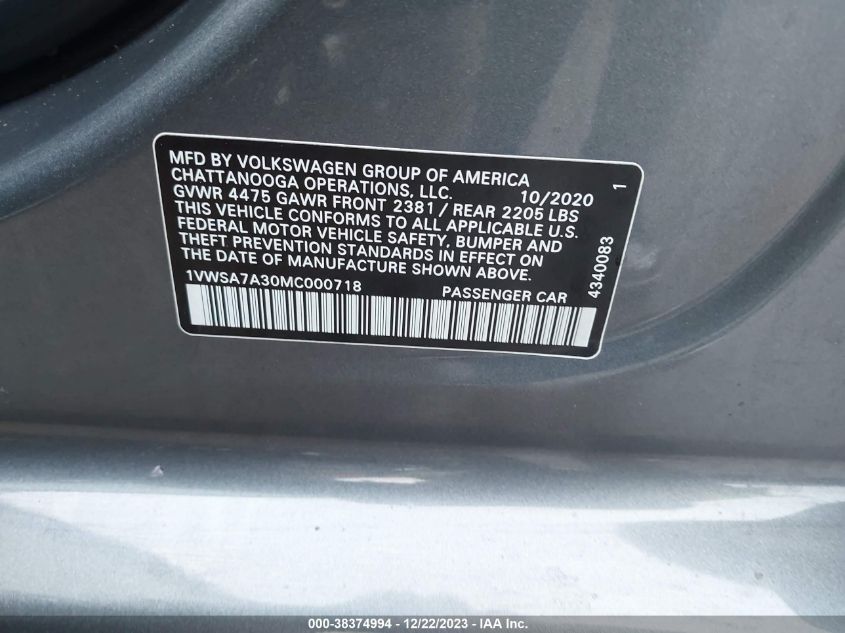 MFD BY VOLKSWAGEN GROUP OF AMERICA
CHATTANOOGA OPERATIONS, LLC. 10/2020 1
GVWR 4475 GAWR FRONT 2381 / REAR 2205 LBS
THIS VEHICLE CONFORMS TO ALL APPLICABLE U.S.
FEDERAL MOTOR VEHICLE SAFETY, BUMPER AND
THEFT PREVENTION STANDARDS IN EFFECT ON
THE DATE OF MANUFACTURE SHOWN ABOVE.
1VWSA7A30MC000718 PASSENGER CAR
4340083
000-38374994 - 12/22/2023 - IAA Inc.